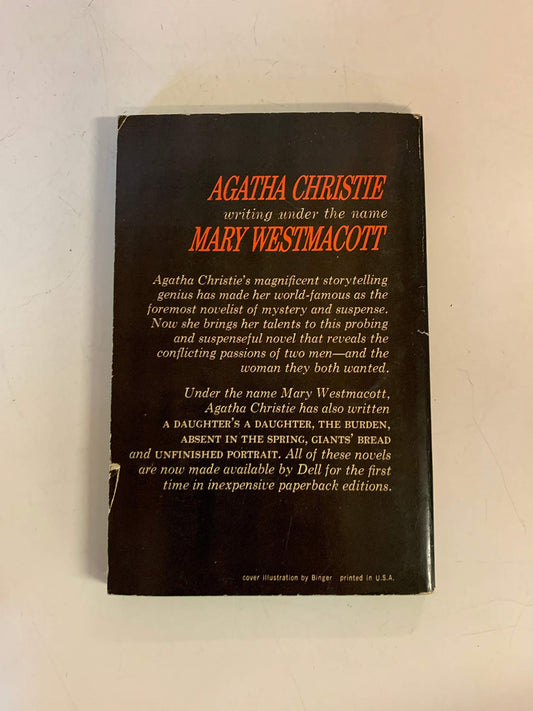 AGATHA CHRISTIE
writing under the name
MARY WESTMACOTT
Agatha Christie's magnificent storytelling
genius has made her world-famous as the
foremost novelist of mystery and suspense.
Now she brings her talents to this probing
and suspenseful novel that reveals the
conflicting passions of two men—and the
woman they both wanted.
Under the name Mary Westmacott,
Agatha Christie has also written
A DAUGHTER'S A DAUGHTER, THE BURDEN,
ABSENT IN THE SPRING, GIANTS' BREAD
and UNFINISHED PORTRAIT. All of these novels
are now made available by Dell for the first
time in inexpensive paperback editions.
cover illustration by Binger printed in U.S.A.